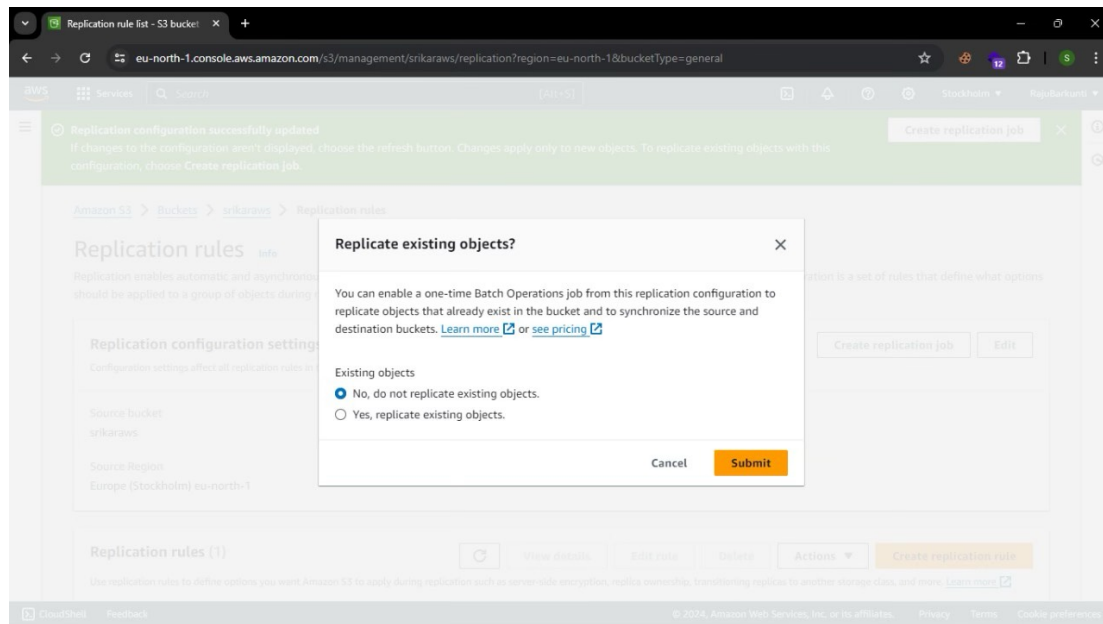 Replication rule list - S3 bucket
eu-north-1.console.aws.amazon.com/s3/management/srikaraws/replication?region=eu-north-1&bucketType=general
12
S
aws
Services
Search
[Alt+S]
Stockholm
Replication configuration successfully updated
Create replication job
If changes to the configuration aren't displayed, choose the refresh button. Changes apply only to new objects. To replicate existing objects with this
configuration, choose Create replication job.
Amazon S3 > Buckets > srikaraws > Replication rules
Replication rules Info
Replication enables automatic and asynchronous
is a set of rules that define what options
should be applied to a group of objects during
Replicate existing objects?
You can enable a one-time Batch Operations job from this replication configuration to
replicate objects that already exist in the bucket and to synchronize the source and
destination buckets. Learn more or see pricing
Existing objects
No, do not replicate existing objects.
Yes, replicate existing objects.
Cancel
Submit
Replication configuration settings
Create replication job
Edit
Configuration settings affect all replication rules in
Source bucket
srikaraws
Source Region
Europe (Stockholm) eu-north-1
Replication rules (1)
View details
Edit rule
Delete
Actions
Create replication rule
Use replication rules to define options you want Amazon S3 to apply during replication such as server-side encryption, replica ownership, transitioning replicas to another storage class, and more. Learn more
CloudShell
Feedback
© 2024, Amazon Web Services, Inc. or its affiliates.
Privacy
Terms
Cookie preferences